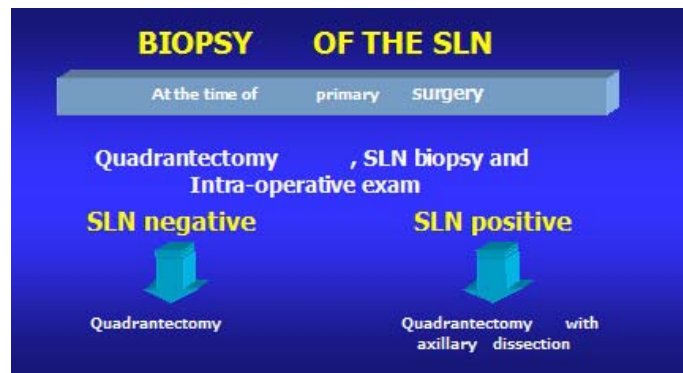 BIOPSY OF THE SLN
At the time of primary surgery
Quadrantectomy , SLN biopsy and
Intra-operative exam
SLN negative SLN positive
Quadrantectomy Quadrantectomy with
axillary dissection